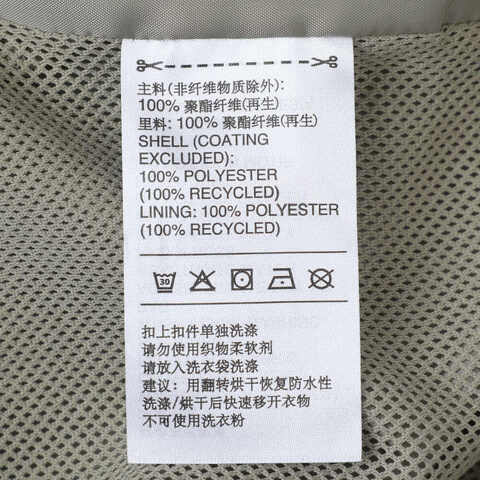 主料(非纤维物质除外):
100% 聚酯纤维(再生)
里料: 100% 聚酯纤维(再生)
SHELL (COATING
EXCLUDED):
100% POLYESTER
(100% RECYCLED)
LINING: 100% POLYESTER
(100% RECYCLED)
30
扣上扣件单独洗涤
请勿使用织物柔软剂
请放入洗衣袋洗涤
建议：用翻转烘干恢复防水性
洗涤/烘干后快速移开衣物
不可使用洗衣粉